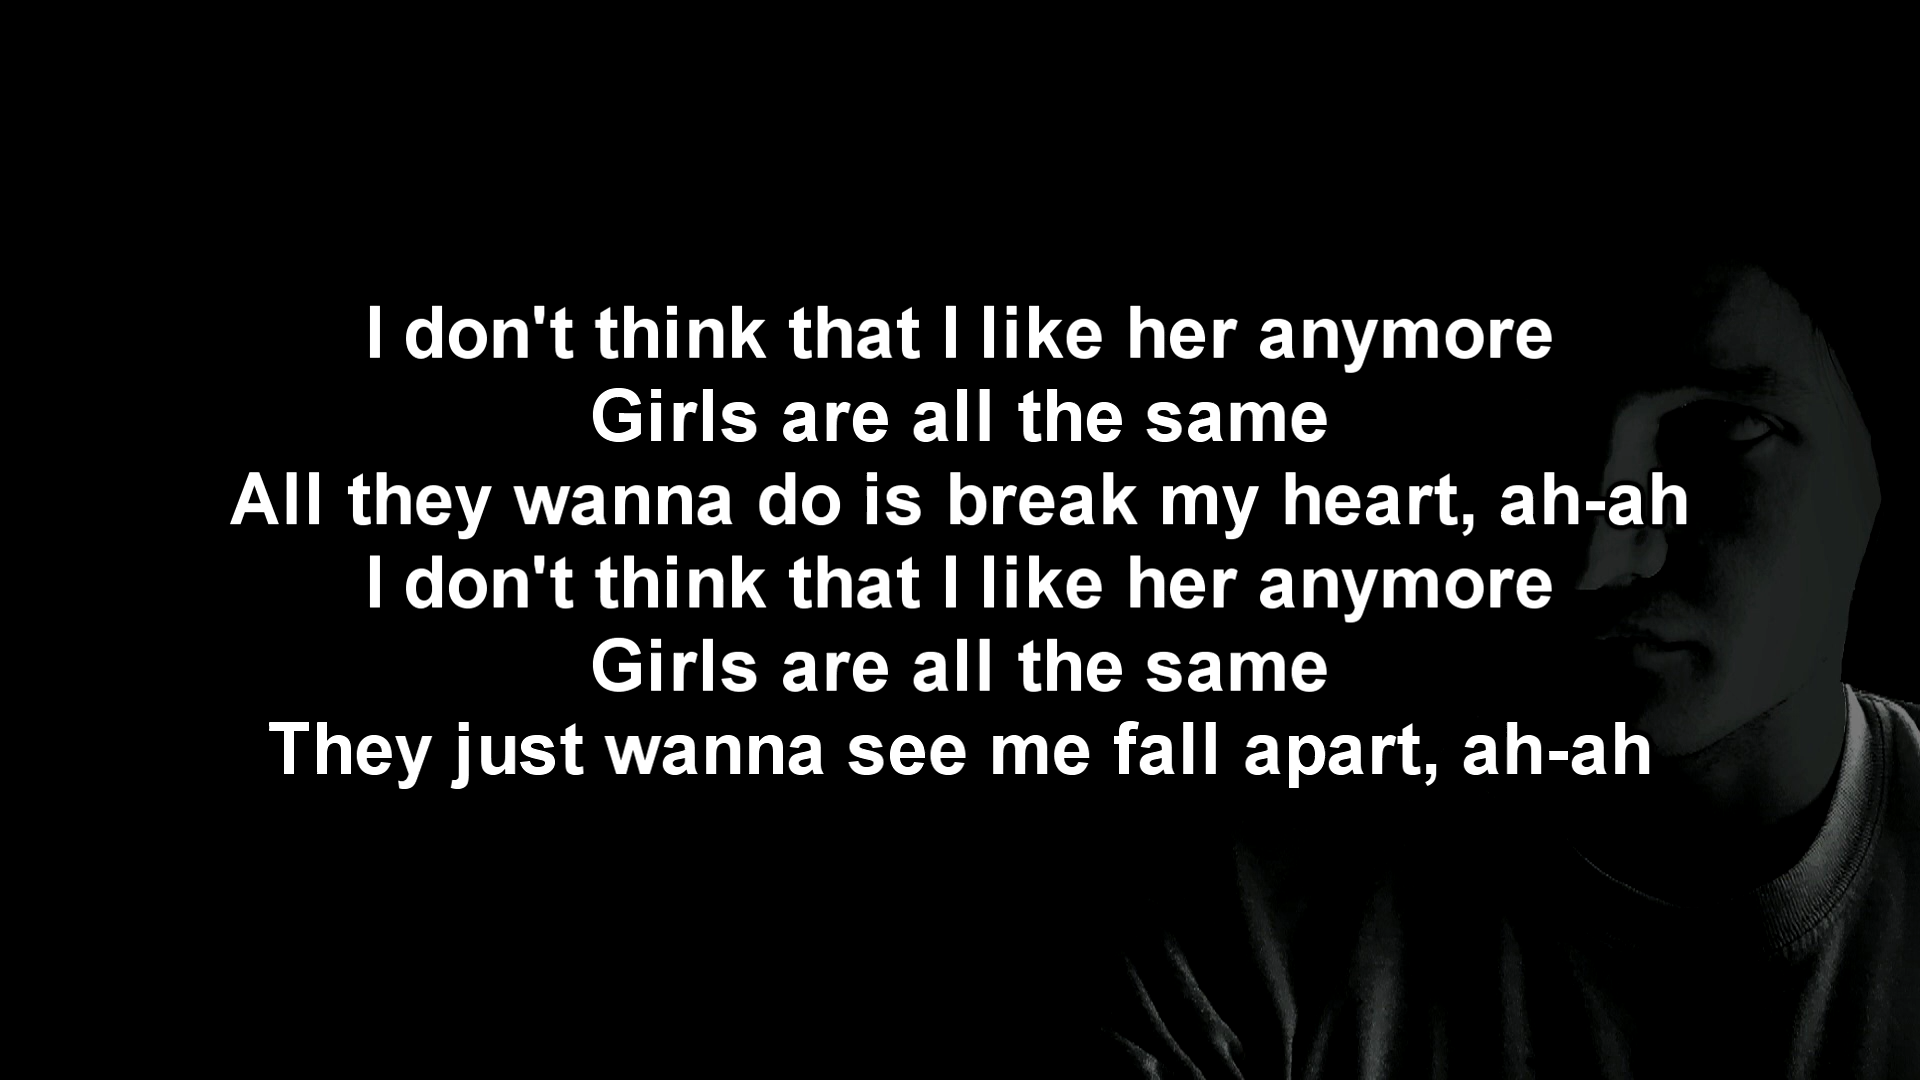 I don't think that I like her anymore
Girls are all the same
All they wanna do is break my heart, ah-ah
I don't think that I like her anymore
Girls are all the same
They just wanna see me fall apart, ah-ah